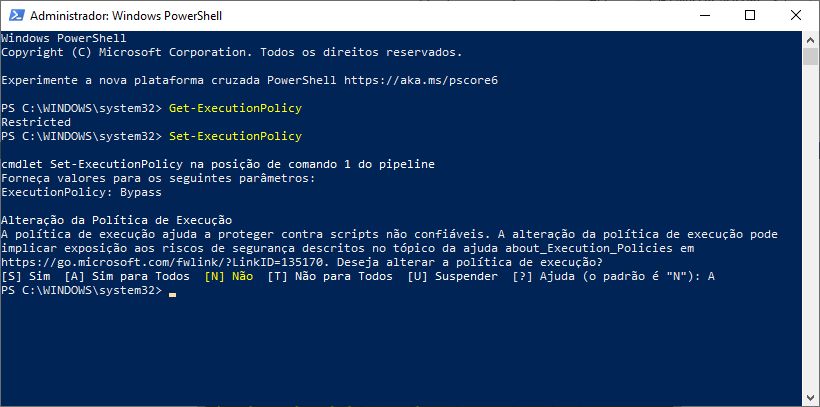 Administrador: Windows PowerShell
Windows PowerShell
Copyright (C) Microsoft Corporation. Todos os direitos reservados.
Experimente a nova plataforma cruzada PowerShell https://aka.ms/pscore6
PS C:\WINDOWS\system32> Get-ExecutionPolicy
Restricted
PS C:\WINDOWS\system32> Set-ExecutionPolicy
cmdlet Set-ExecutionPolicy na posição de comando 1 do pipeline
Forneça valores para os seguintes parâmetros:
ExecutionPolicy: Bypass
Alteração da Política de Execução
A política de execução ajuda a proteger contra scripts não confiáveis. A alteração da política de execução pode
implicar exposição aos riscos de segurança descritos no tópico da ajuda about_Execution_Policies em
https://go.microsoft.com/fwlink/?LinkID=135170. Deseja alterar a política de execução?
[S] Sim  [A] Sim para Todos  [N] Não  [T] Não para Todos  [U] Suspender  [?] Ajuda (o padrão é "N"): A
PS C:\WINDOWS\system32>